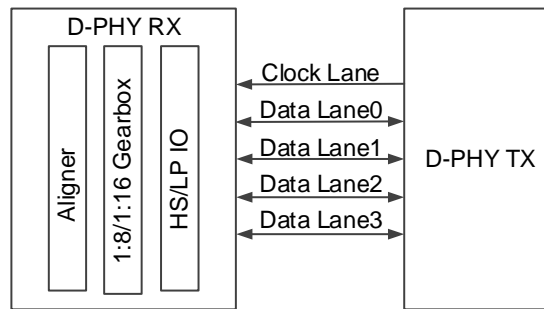 D-PHY RX
Aligner
1:8/1:16 Gearbox
HS/LP IO
Clock Lane
Data Lane0
Data Lane1
Data Lane2
Data Lane3
D-PHY TX